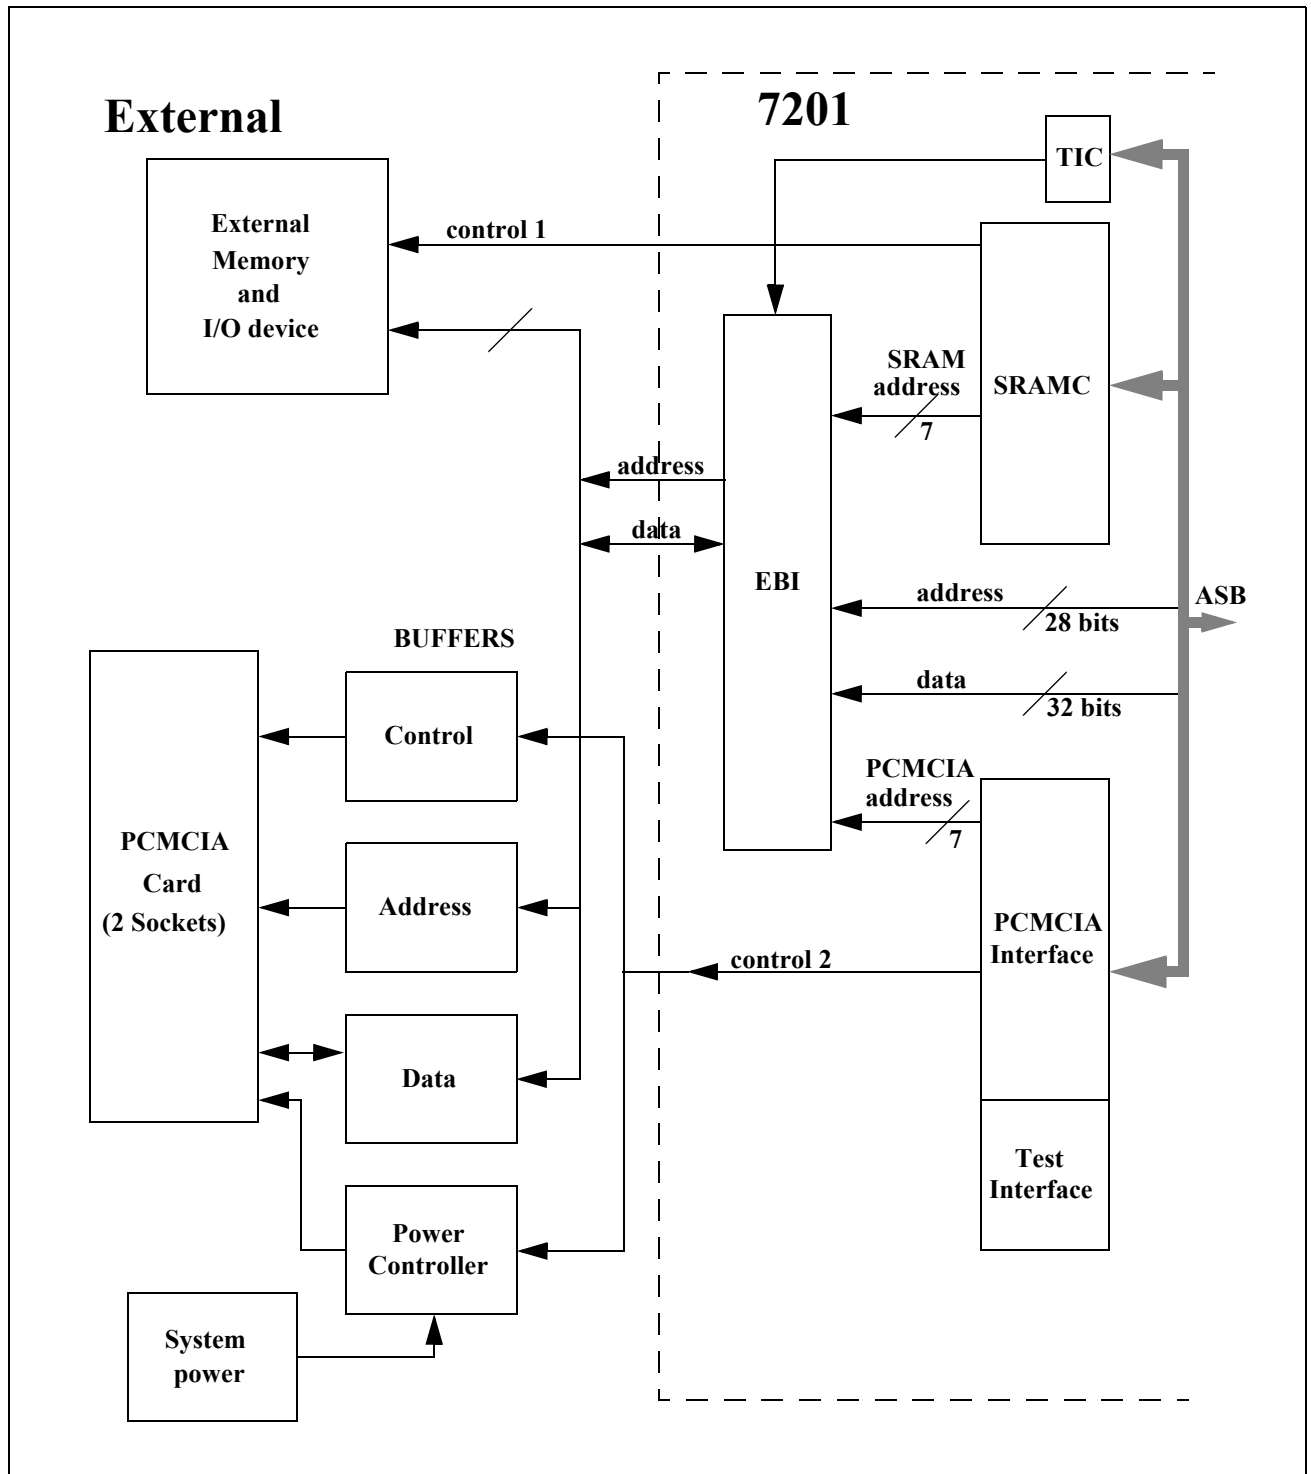 External
7201
TIC
External
Memory
and
I/O device
control 1
SRAM
address
7
SRAMC
address
data
EBI
address
28 bits
ASB
data
32 bits
BUFFERS
Control
PCMCIA
address
7
PCMCIA
Card
(2 Sockets)
Address
PCMCIA
Interface
control 2
Data
Test
Interface
Power
Controller
System
power